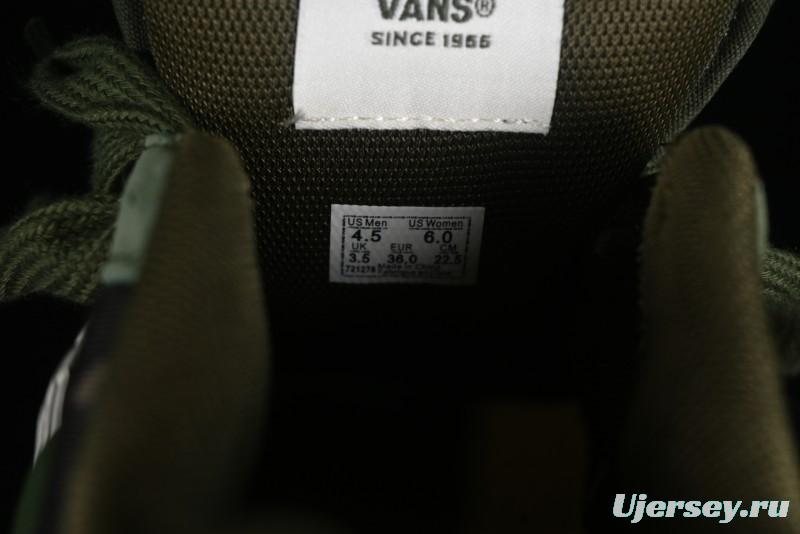 VANS®
SINCE 1966
US Men US Women
4.5 6.0
UK EUR CM
3.5 36.0 22.5
721278 Made in China
Ujersey.ru